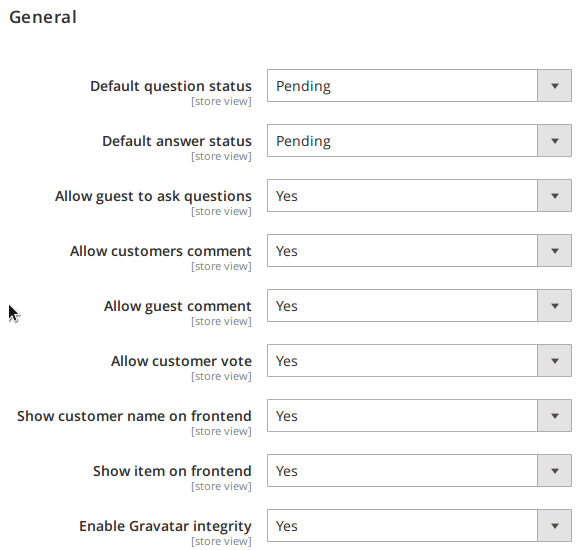 General
Default question status
[store view]
Pending
Default answer status
[store view]
Pending
Allow guest to ask questions
[store view]
Yes
Allow customers comment
[store view]
Yes
Allow guest comment
[store view]
Yes
Allow customer vote
[store view]
Yes
Show customer name on frontend
[store view]
Yes
Show item on frontend
[store view]
Yes
Enable Gravatar integrity
[store view]
Yes